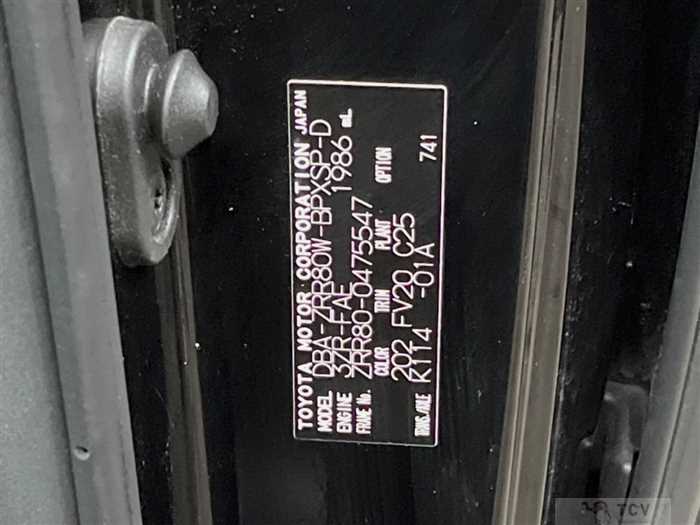 TOYOTA MOTOR CORPORATION JAPAN
MODEL DBA-ZRR80W-BPXSP-D
ENGINE 3ZR-FAE 1986 mL
FRAME No. ZRR80-0475547
COLOR TRIM PLANT OPTION
202 FV20 C25
TRANS/AXLE K114 -01A 741
TCV